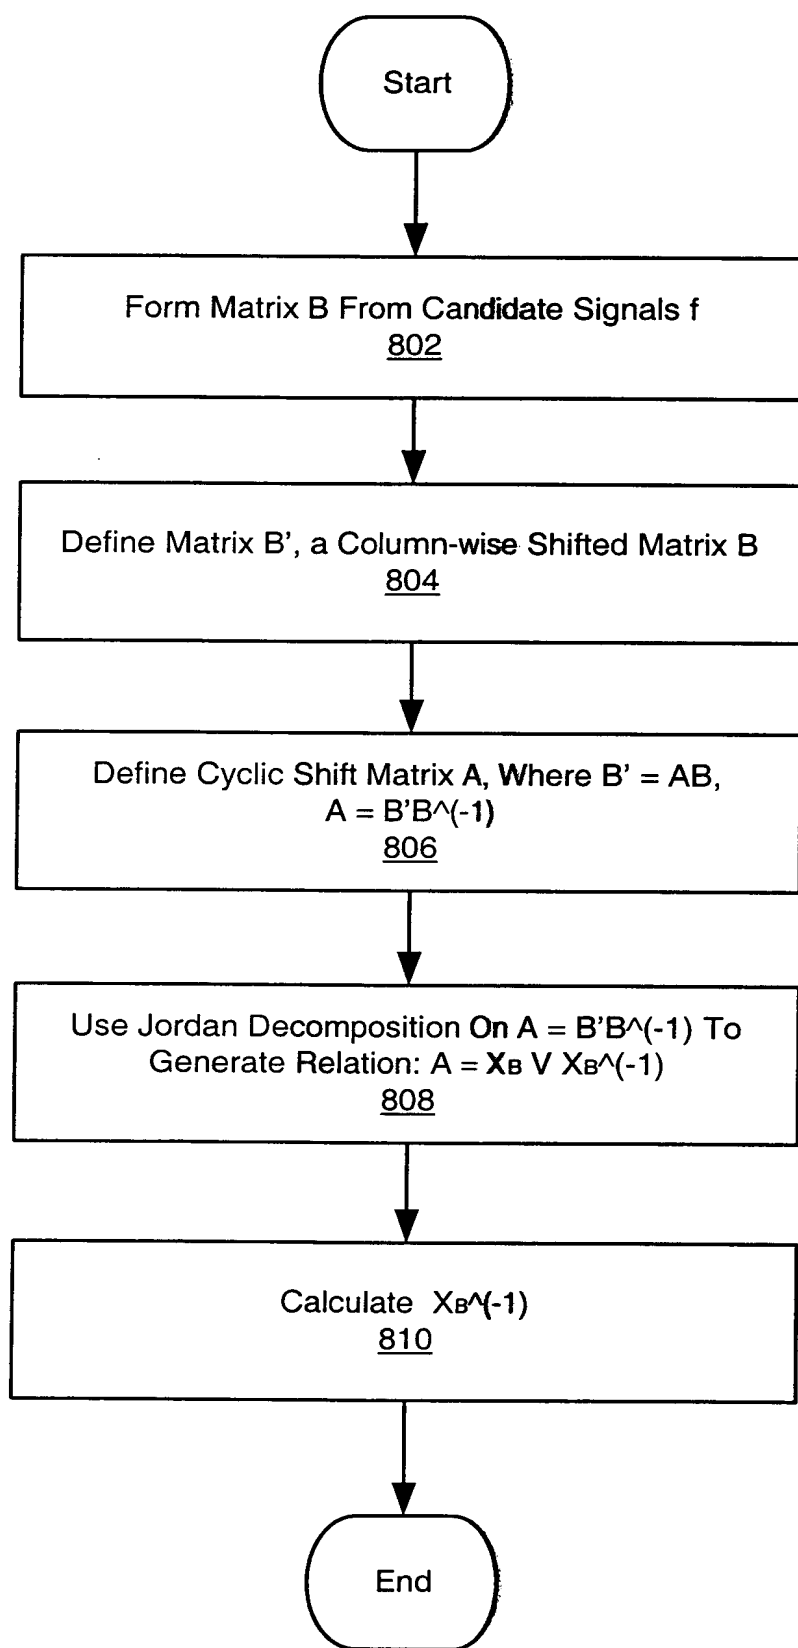 Start
Form Matrix B From Candidate Signals f
802
Define Matrix B', a Column-wise Shifted Matrix B
804
Define Cyclic Shift Matrix A, Where B' = AB,
A = B'B^(-1)
806
Use Jordan Decomposition On A = B'B^(-1) To
Generate Relation: A = XB V XB^(-1)
808
Calculate XB^(-1)
810
End